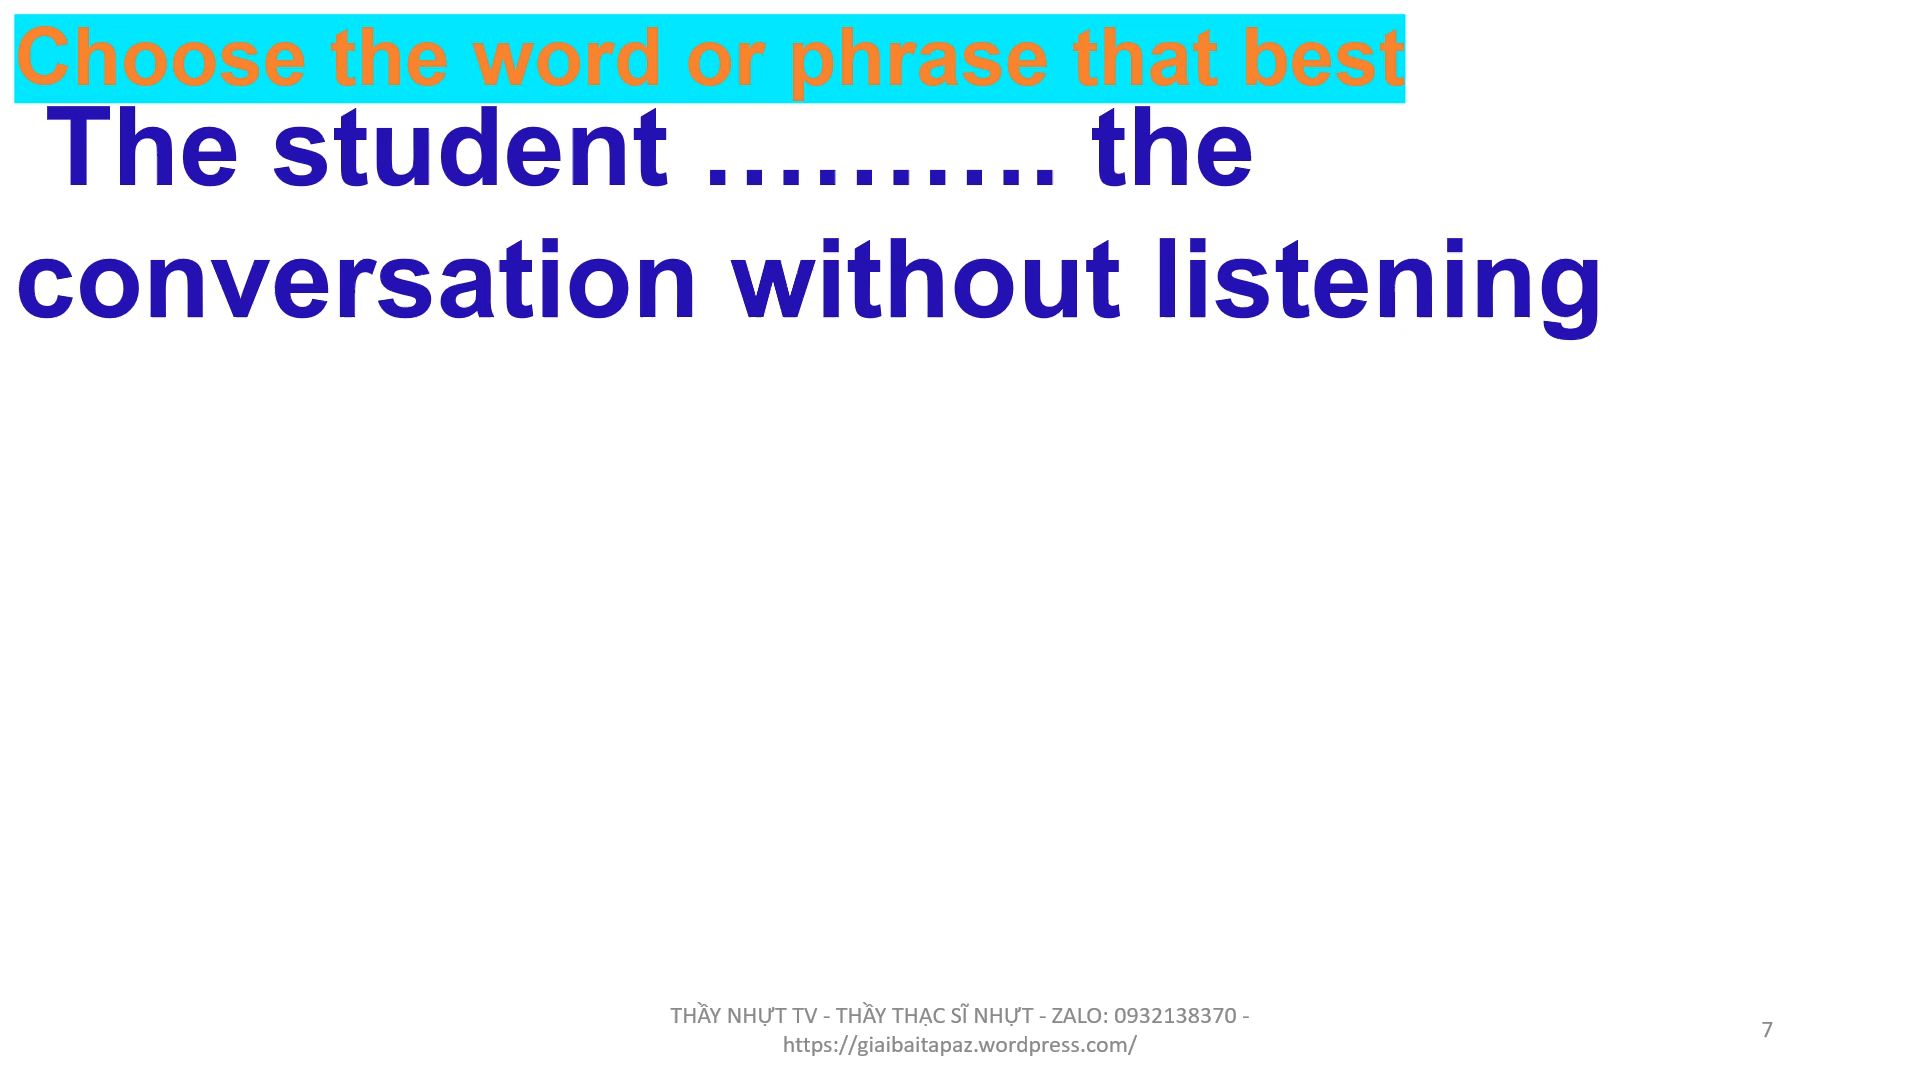 Choose the word or phrase that best
The student ………. the
conversation without listening
THẦY NHỰT TV - THẦY THẠC SĨ NHỰT - ZALO: 0932138370 -
https://giaibaitapaz.wordpress.com/
7